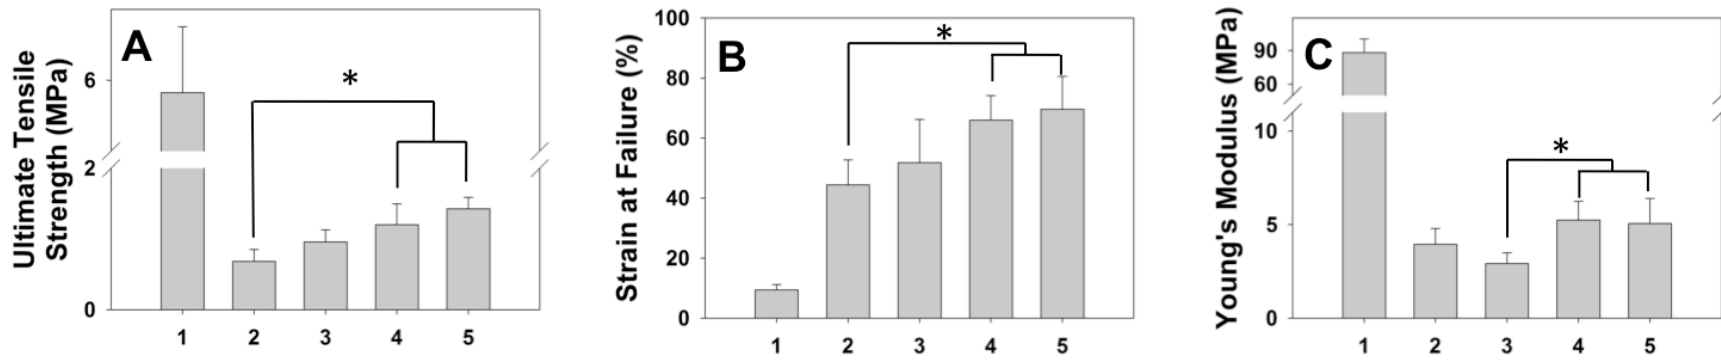 A
Ultimate Tensile
Strength (MPa)
6
2
0
*
1 2 3 4 5
B
Strain at Failure (%)
100
80
60
40
20
0
*
1 2 3 4 5
C
Young's Modulus (MPa)
90
60
10
5
0
*
1 2 3 4 5